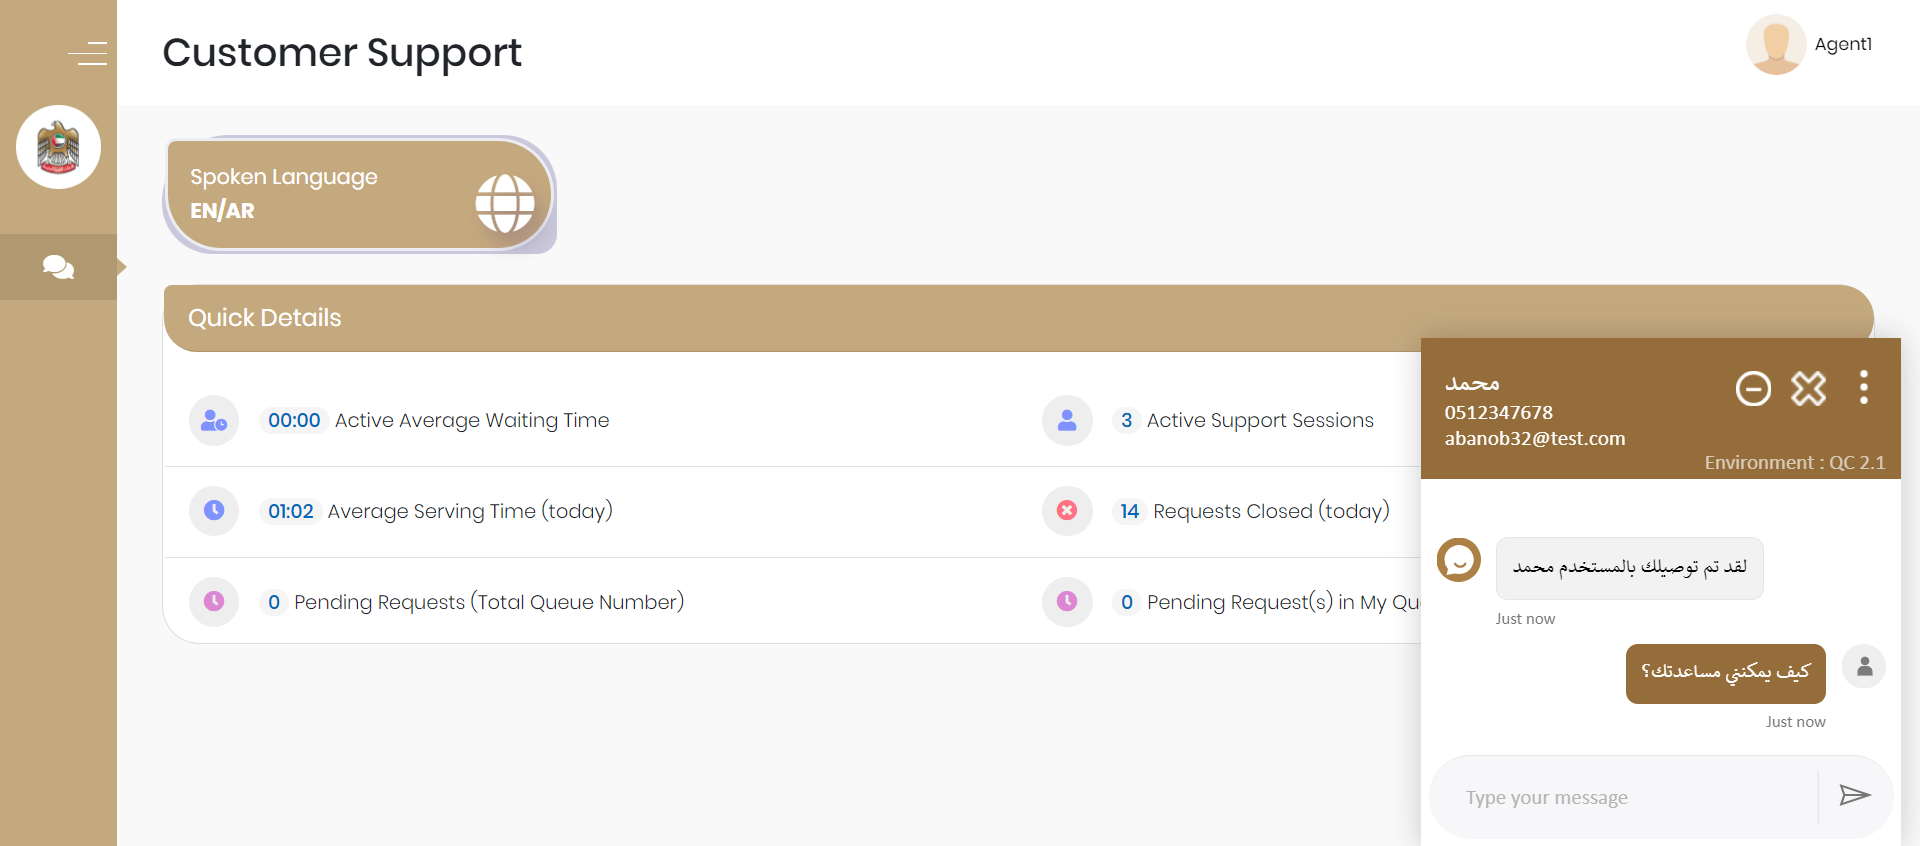 Customer Support
Agent1
Spoken Language
EN/AR
Quick Details
00:00 Active Average Waiting Time
3 Active Support Sessions
01:02 Average Serving Time (today)
14 Requests Closed (today)
0 Pending Requests (Total Queue Number)
0 Pending Request(s) in My Qu
محمد
0512347678
abanob32@test.com
Environment : QC 2.1
لقد تم توصيلك بالمستخدم محمد
Just now
كيف يمكنني مساعدتك؟
Just now
Type your message